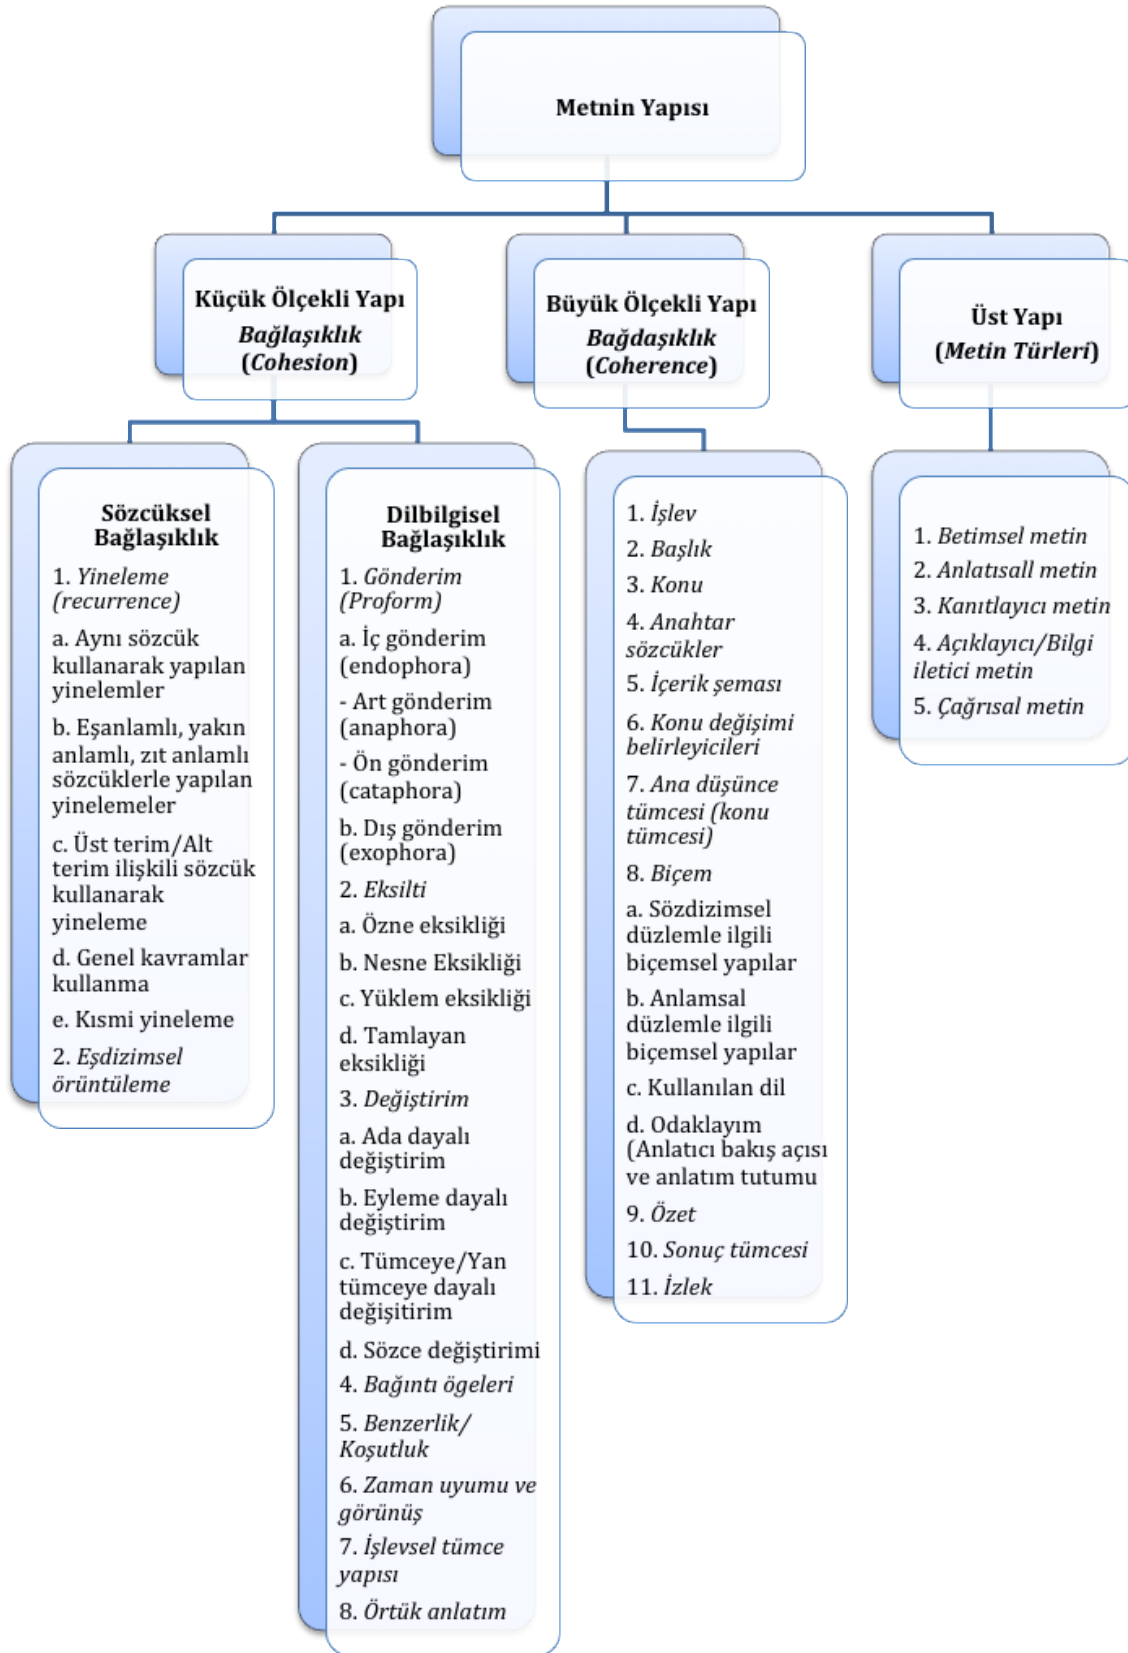 Metnin Yapısı
Küçük Ölçekli Yapı
Bağlaşıklık
(Cohesion)
Büyük Ölçekli Yapı
Bağdaşıklık
(Coherence)
Üst Yapı
(Metin Türleri)
Sözcüksel
Bağlaşıklık
1. Yineleme
(recurrence)
a. Aynı sözcük
kullanarak yapılan
yinelemler
b. Eşanlamlı, yakın
anlamlı, zıt anlamlı
sözcüklerle yapılan
yinelemeler
c. Üst terim/Alt
terim ilişkili sözcük
kullanarak
yineleme
d. Genel kavramlar
kullanma
e. Kısmi yineleme
2. Eşdizimsel
örüntüleme
Dilbilgisel
Bağlaşıklık
1. Gönderim
(Proform)
a. İç gönderim
(endophora)
- Art gönderim
(anaphora)
- Ön gönderim
(cataphora)
b. Dış gönderim
(exophora)
2. Eksilti
a. Özne eksikliği
b. Nesne Eksikliği
c. Yüklem eksikliği
d. Tamlayan
eksikliği
3. Değiştirim
a. Ada dayalı
değiştirim
b. Eyleme dayalı
değiştirim
c. Tümceye/Yan
tümceye dayalı
değişitirim
d. Sözce değiştirimi
4. Bağıntı ögeleri
5. Benzerlik/
Koşutluk
6. Zaman uyumu ve
görünüş
7. İşlevsel tümce
yapısı
8. Örtük anlatım
1. İşlev
2. Başlık
3. Konu
4. Anahtar
sözcükler
5. İçerik şeması
6. Konu değişimi
belirleyicileri
7. Ana düşünce
tümcesi (konu
tümcesi)
8. Biçem
a. Sözdizimsel
düzlemle ilgili
biçemsel yapılar
b. Anlamsal
düzlemle ilgili
biçemsel yapılar
c. Kullanılan dil
d. Odaklayım
(Anlatıcı bakış açısı
ve anlatım tutumu
9. Özet
10. Sonuç tümcesi
11. İzlek
1. Betimsel metin
2. Anlatısall metin
3. Kanıtlayıcı metin
4. Açıklayıcı/Bilgi
iletici metin
5. Çağrısal metin